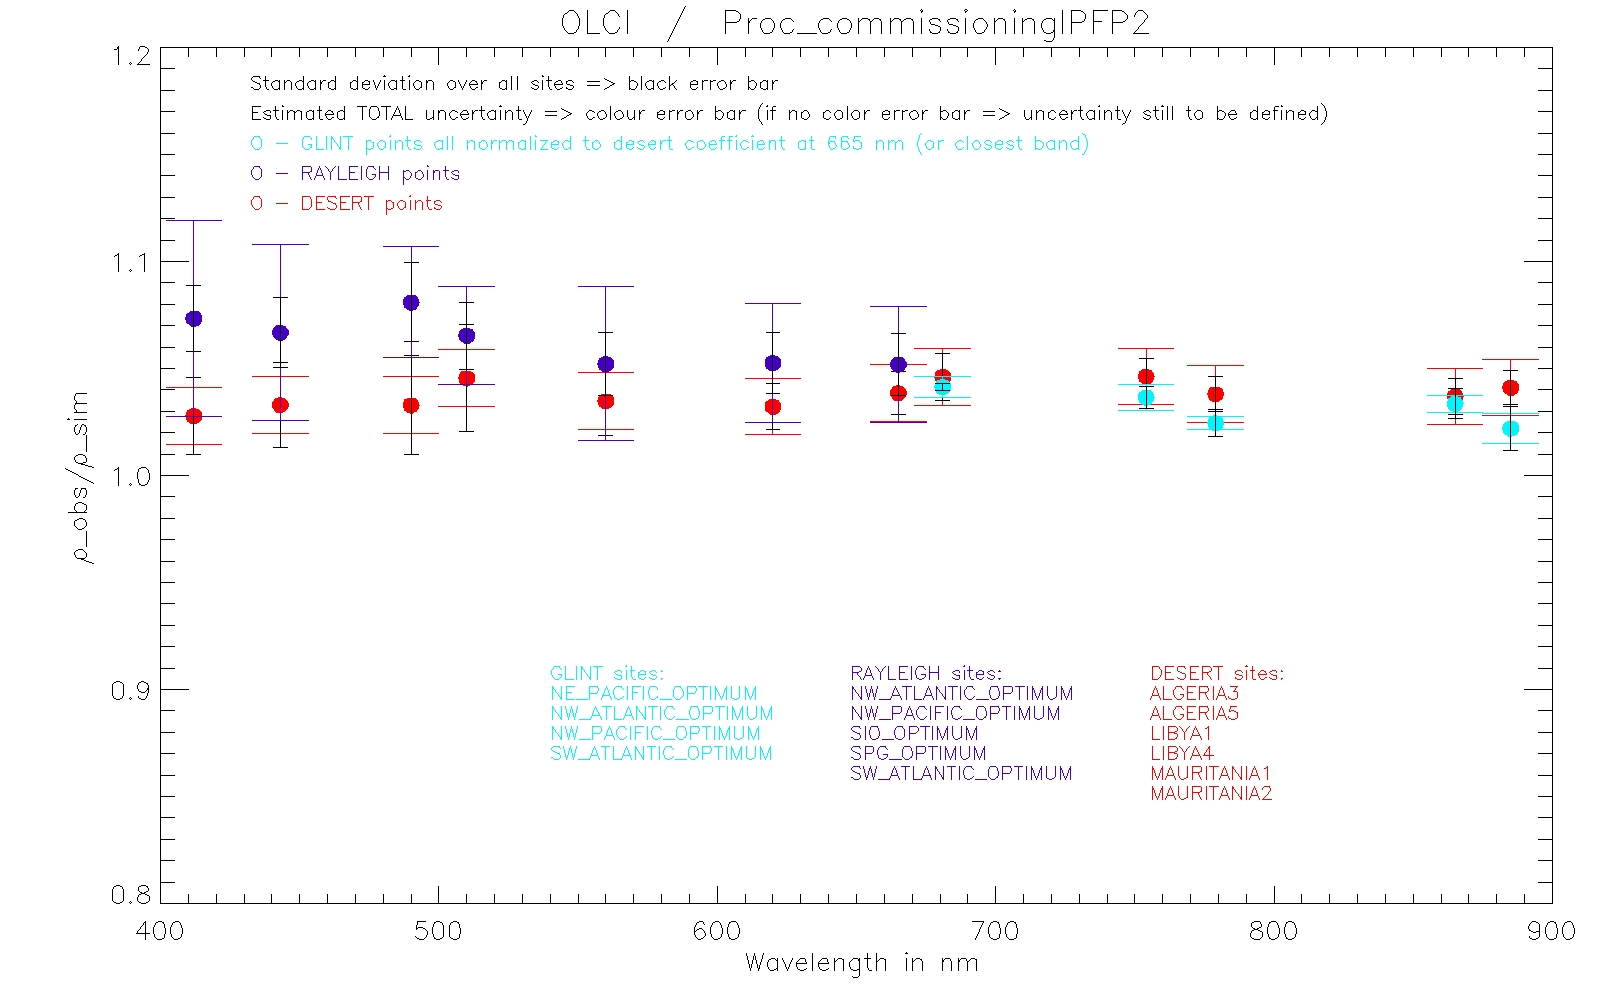 OLCI / Proc_commissioning|PFP2
Standard deviation over all sites => black error bar
Estimated TOTAL uncertainty => colour error bar (if no color error bar => uncertainty still to be defined)
O - GLINT points all normalized to desert coefficient at 665 nm (or closest band)
O - RAYLEIGH points
O - DESERT points
1.2
1.1
1.0
0.9
0.8
ρ_obs/ρ_sim
GLINT sites:
NE_PACIFIC_OPTIMUM
NW_ATLANTIC_OPTIMUM
NW_PACIFIC_OPTIMUM
SW_ATLANTIC_OPTIMUM
RAYLEIGH sites:
NW_ATLANTIC_OPTIMUM
NW_PACIFIC_OPTIMUM
SIO_OPTIMUM
SPG_OPTIMUM
SW_ATLANTIC_OPTIMUM
DESERT sites:
ALGERIA3
ALGERIA5
LIBYA1
LIBYA4
MAURITANIA1
MAURITANIA2
400 500 600 700 800 900
Wavelength in nm